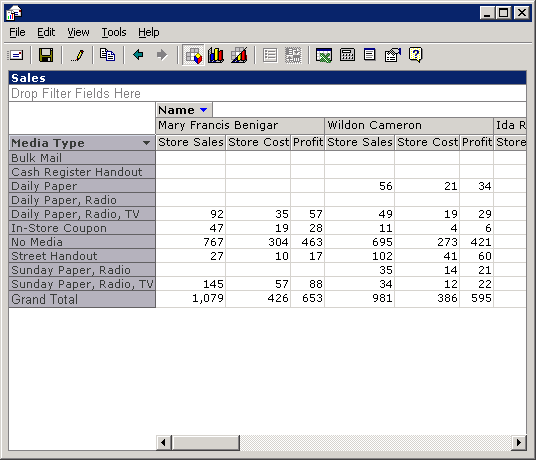 File Edit View Tools Help
Sales
Drop Filter Fields Here
Name
Mary Francis Benigar Wildon Cameron Ida R
Media Type Store Sales Store Cost Profit Store Sales Store Cost Profit Store
Bulk Mail
Cash Register Handout
Daily Paper 56 21 34
Daily Paper, Radio
Daily Paper, Radio, TV 92 35 57 49 19 29
In-Store Coupon 47 19 28 11 4 6
No Media 767 304 463 695 273 421
Street Handout 27 10 17 102 41 60
Sunday Paper, Radio 35 14 21
Sunday Paper, Radio, TV 145 57 88 34 12 22
Grand Total 1,079 426 653 981 386 595